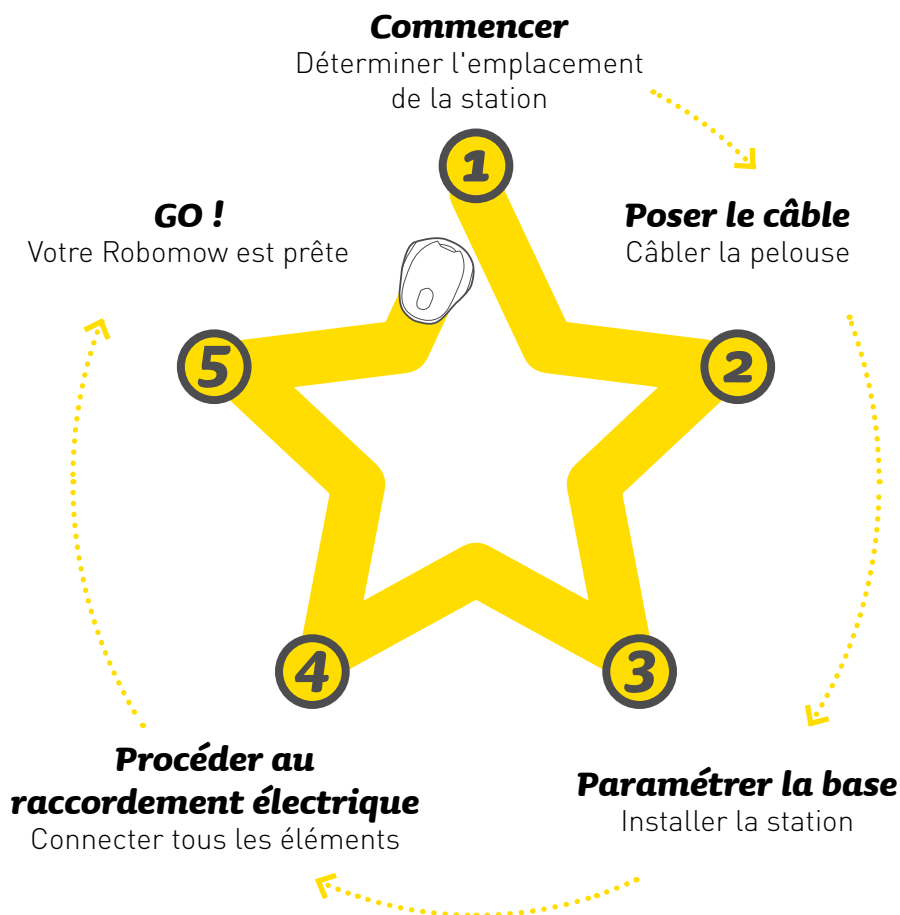 Commencer
Déterminer l'emplacement
de la station
1
Poser le câble
Câbler la pelouse
2
3
Paramétrer la base
Installer la station
4
Procéder au
raccordement électrique
Connecter tous les éléments
5
GO !
Votre Robomow est prête